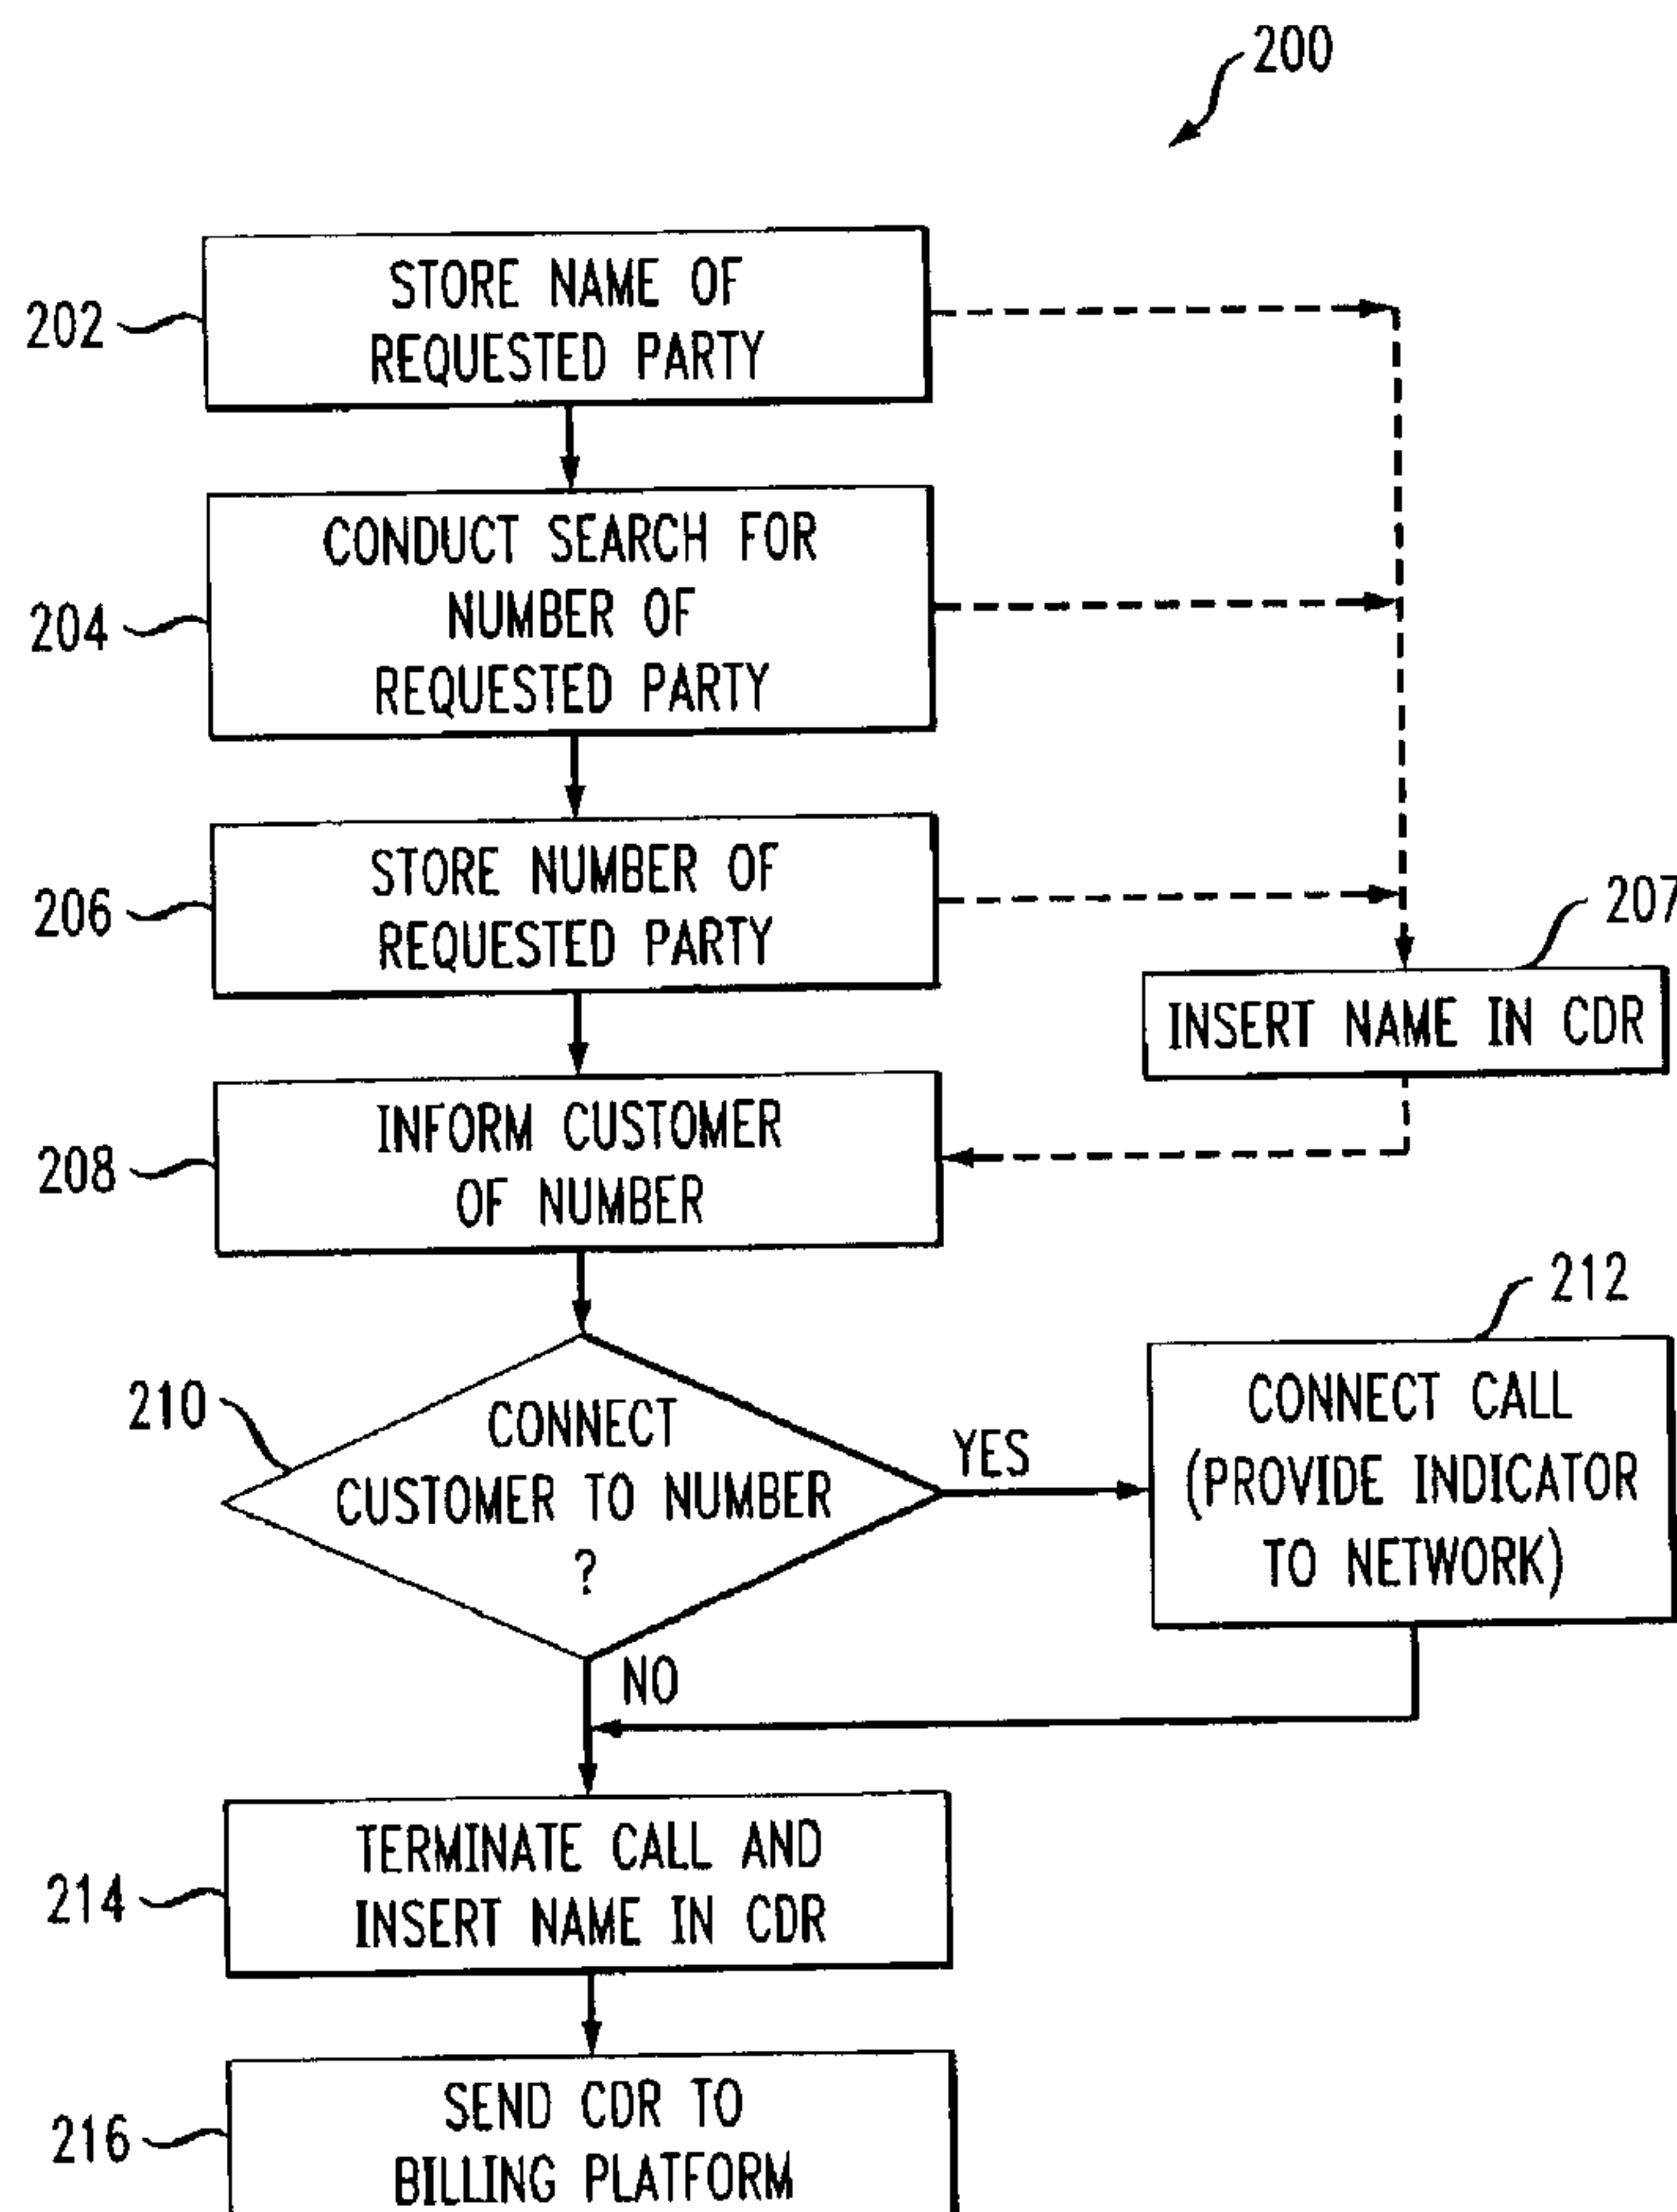 200
202
STORE NAME OF
REQUESTED PARTY
204
CONDUCT SEARCH FOR
NUMBER OF
REQUESTED PARTY
206
STORE NUMBER OF
REQUESTED PARTY
207
INSERT NAME IN CDR
208
INFORM CUSTOMER
OF NUMBER
210
CONNECT
CUSTOMER TO NUMBER
?
YES
212
CONNECT CALL
(PROVIDE INDICATOR
TO NETWORK)
NO
214
TERMINATE CALL AND
INSERT NAME IN CDR
216
SEND CDR TO
BILLING PLATFORM